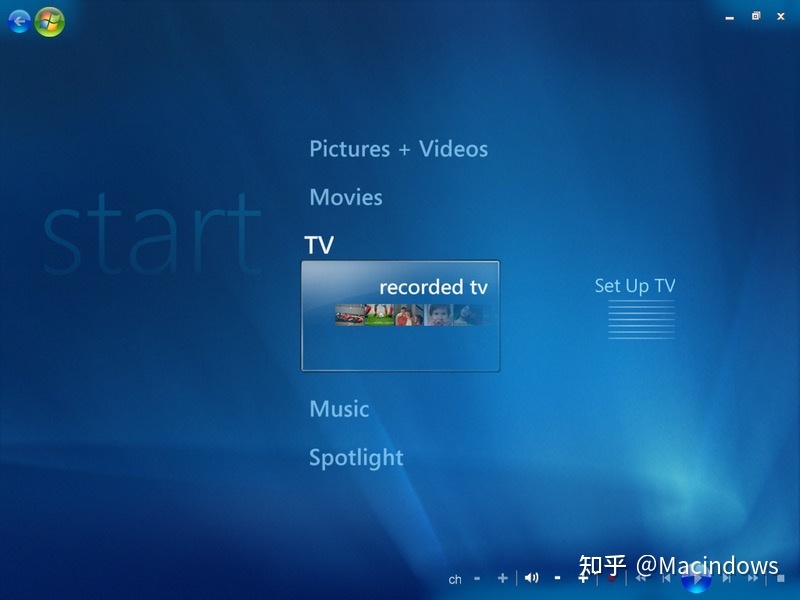 Pictures + Videos
Movies
start
TV
recorded tv
Set Up TV
Music
Spotlight
ch
知乎 @Macindows